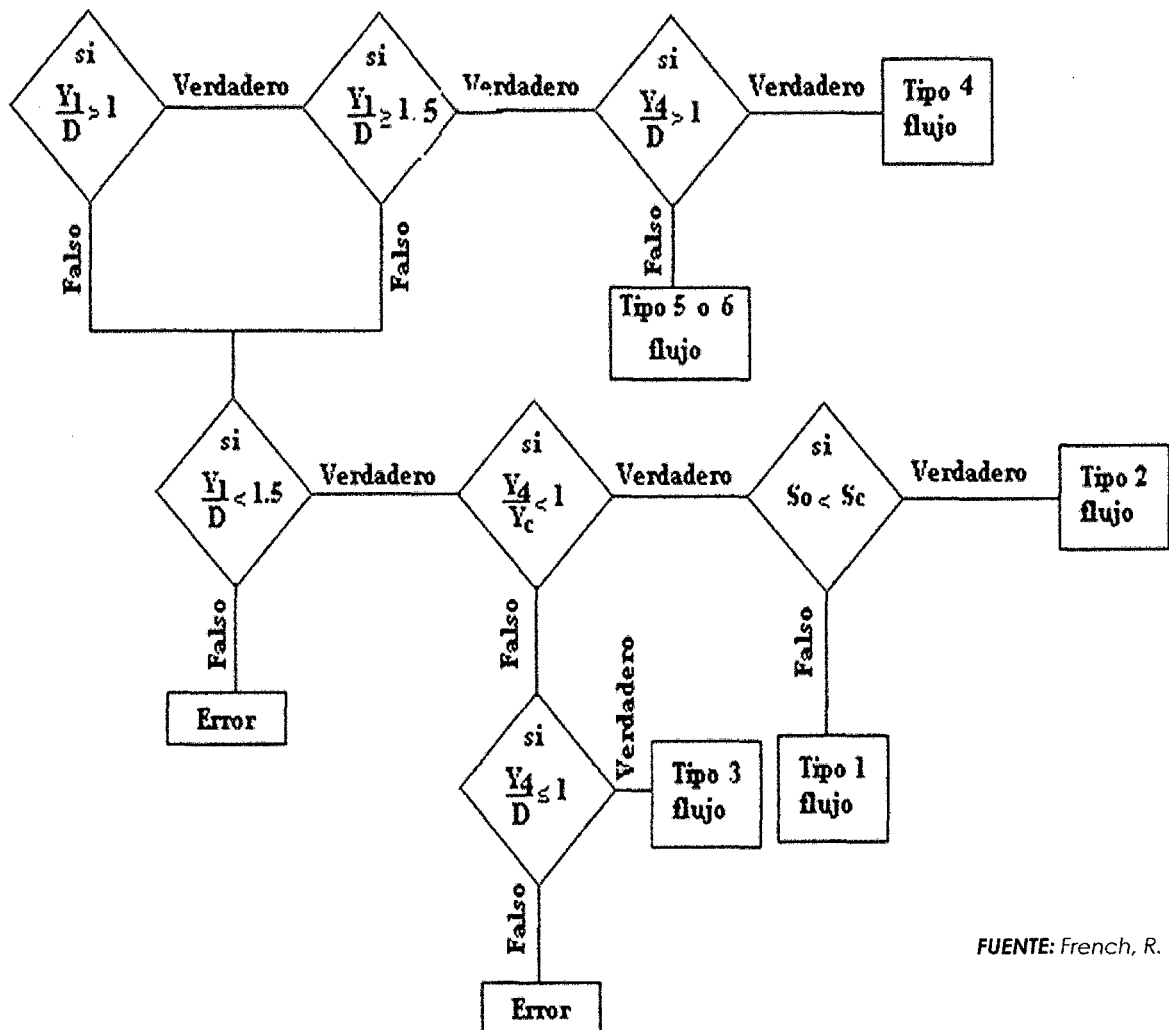 si
Y1/D > 1
Verdadero
si
Y1/D ≥ 1.5
Verdadero
si
Y4/D > 1
Verdadero
Tipo 4
flujo
Falso
Falso
Falso
Tipo 5 o 6
flujo
si
Y1/D < 1.5
Verdadero
si
Y4/Yc < 1
Verdadero
si
So < Sc
Verdadero
Tipo 2
flujo
Falso
Error
Falso
Falso
Tipo 1
flujo
si
Y4/D ≤ 1
Verdadero
Tipo 3
flujo
Falso
Error
FUENTE: French, R.